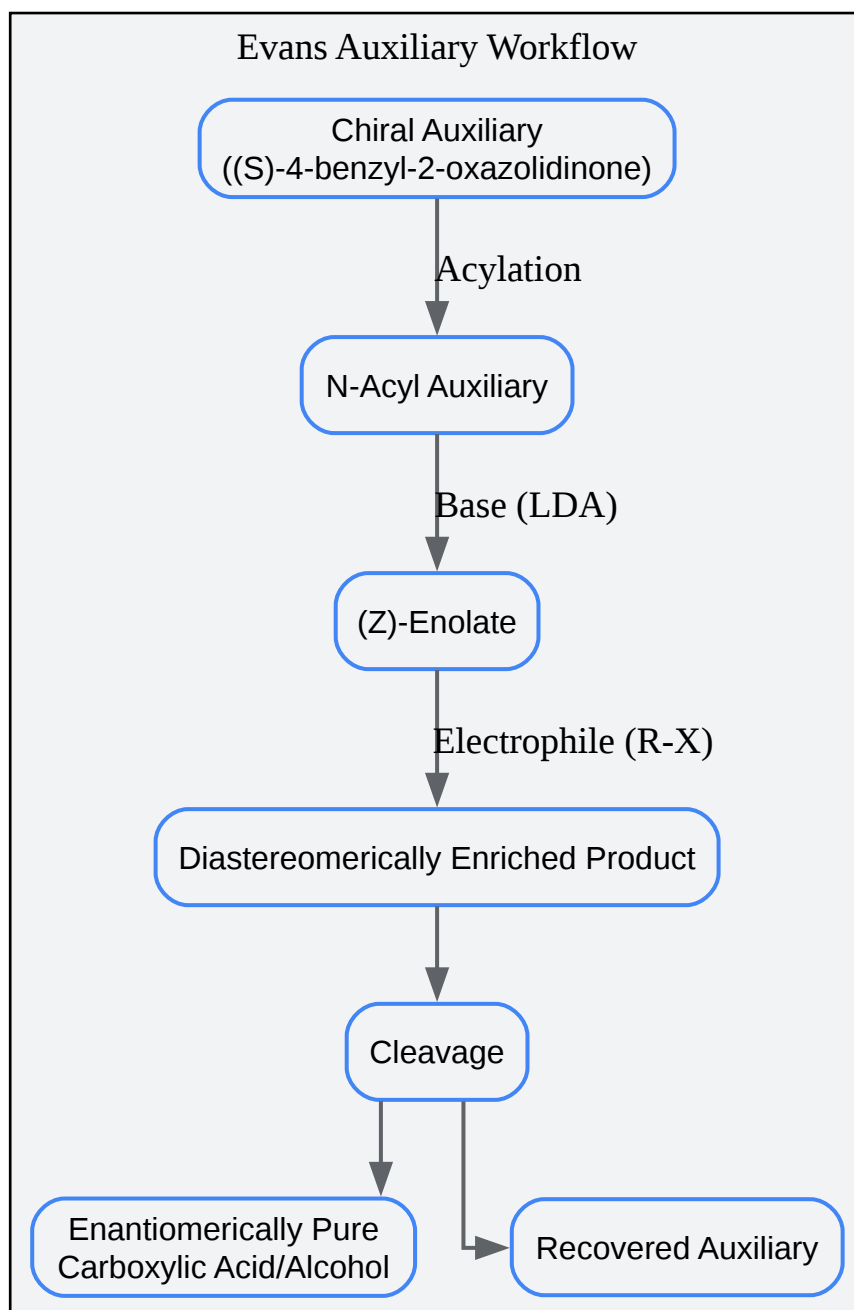 Evans Auxiliary Workflow
Chiral Auxiliary
((S)-4-benzyl-2-oxazolidinone)
Acylation
N-Acyl Auxiliary
Base (LDA)
(Z)-Enolate
Electrophile (R-X)
Diastereomerically Enriched Product
Cleavage
Enantiomerically Pure
Carboxylic Acid/Alcohol
Recovered Auxiliary